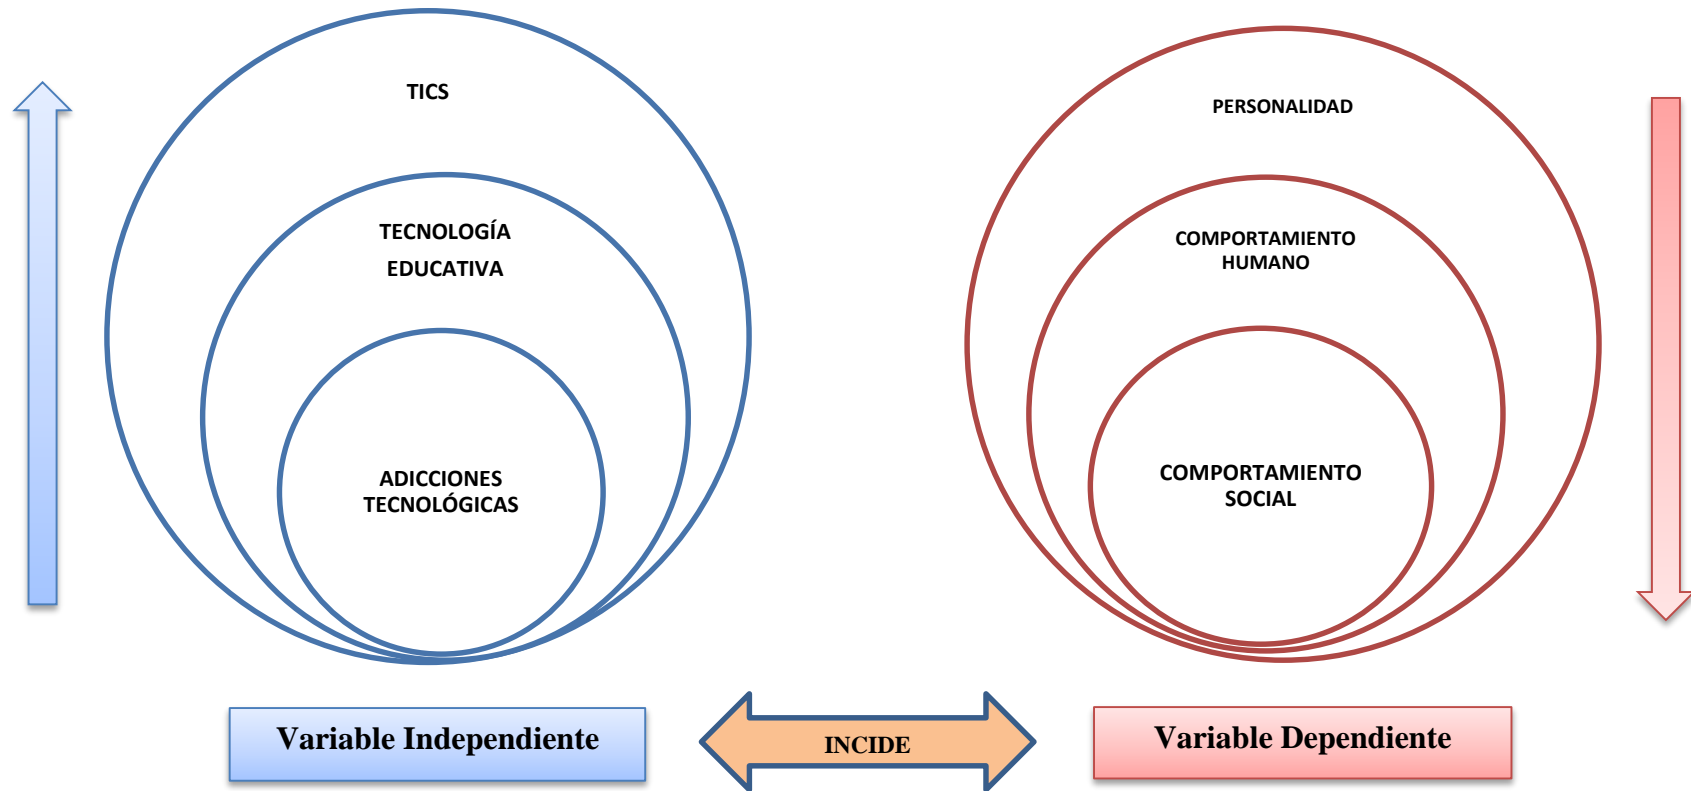 TICS
TECNOLOGÍA
EDUCATIVA
ADICCIONES
TECNOLÓGICAS
PERSONALIDAD
COMPORTAMIENTO
HUMANO
COMPORTAMIENTO
SOCIAL
Variable Independiente
INCIDE
Variable Dependiente